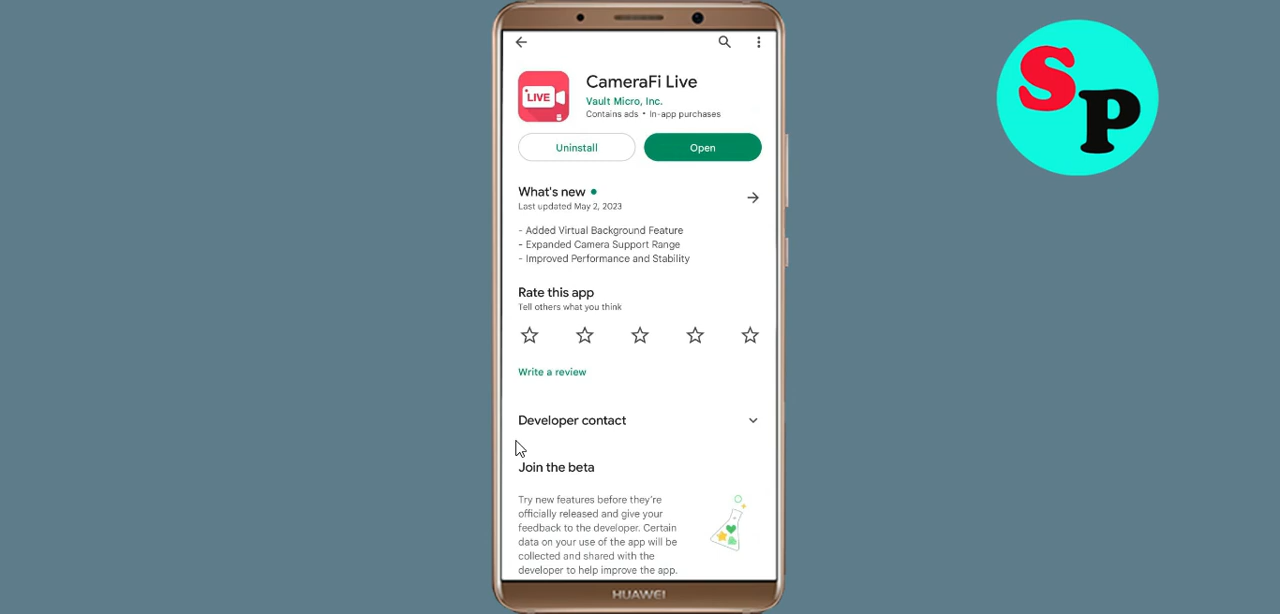 CameraFi Live
LIVE
Vault Micro, Inc.
Contains ads • In-app purchases
Uninstall
Open
What's new
Last updated May 2, 2023
- Added Virtual Background Feature
- Expanded Camera Support Range
- Improved Performance and Stability
Rate this app
Tell others what you think
Write a review
Developer contact
Join the beta
Try new features before they're
officially released and give your
feedback to the developer. Certain
data on your use of the app will be
collected and shared with the
developer to help improve the app.
HUAWEI
SP